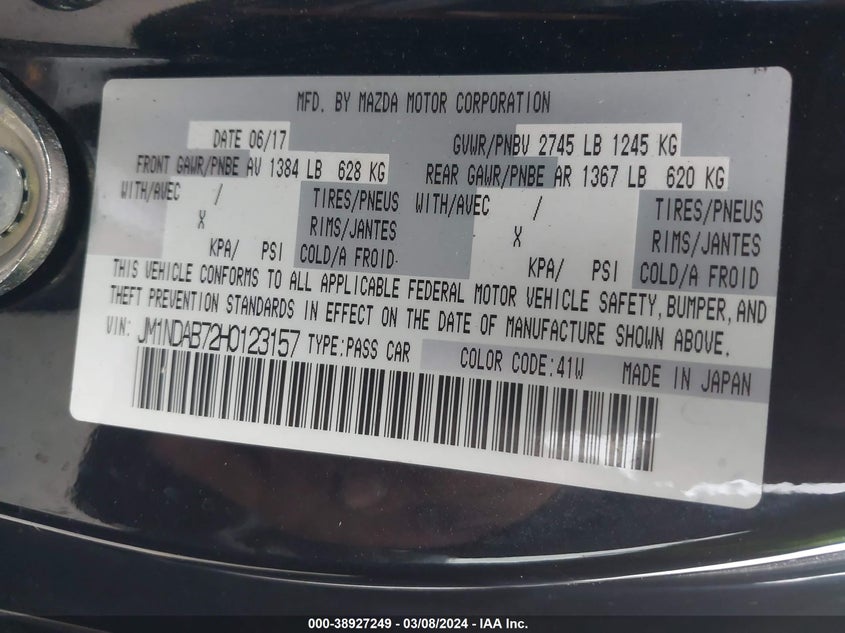 MFD. BY MAZDA MOTOR CORPORATION
DATE 06/17 GVWR/PNBV 2745 LB 1245 KG
FRONT GAWR/PNBE AV 1384 LB 628 KG REAR GAWR/PNBE AR 1367 LB 620 KG
WITH/AVEC / TIRES/PNEUS WITH/AVEC / TIRES/PNEUS
X RIMS/JANTES X RIMS/JANTES
KPA/ PSI COLD/A FROID KPA/ PSI COLD/A FROID
THIS VEHICLE CONFORMS TO ALL APPLICABLE FEDERAL MOTOR VEHICLE SAFETY, BUMPER, AND
THEFT PREVENTION STANDARDS IN EFFECT ON THE DATE OF MANUFACTURE SHOWN ABOVE.
VIN: JM1NDAB72H0123157 TYPE:PASS CAR COLOR CODE:41W MADE IN JAPAN
000-38927249 - 03/08/2024 - IAA Inc.